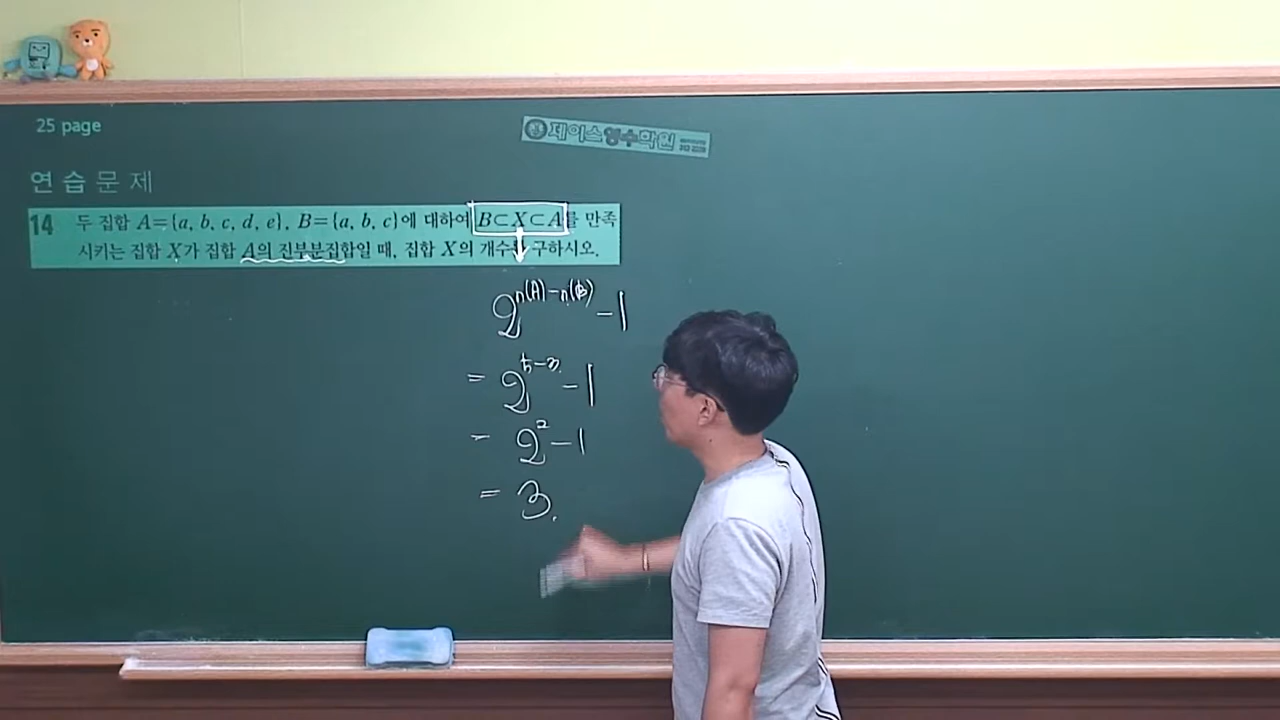 25 page
제이스영수학원
연습문제
14 두 집합 A={a, b, c, d, e}, B={a, b, c}에 대하여 B⊂X⊂A를 만족
시키는 집합 X가 집합 A의 진부분집합일 때, 집합 X의 개수를 구하시오.
2^{n(A)-n(B)}-1
= 2^{5-3}-1
= 2^2-1
= 3.